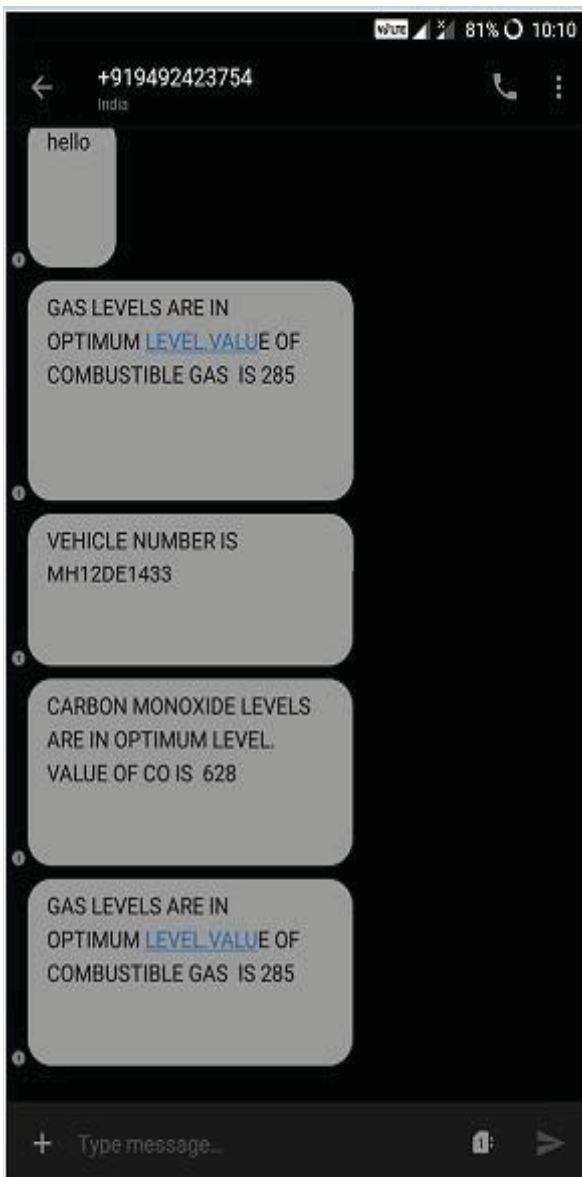 VoLTE 81% 10:10
+919492423754
India
hello
GAS LEVELS ARE IN
OPTIMUM LEVEL.VALUE OF
COMBUSTIBLE GAS IS 285
VEHICLE NUMBER IS
MH12DE1433
CARBON MONOXIDE LEVELS
ARE IN OPTIMUM LEVEL.
VALUE OF CO IS 628
GAS LEVELS ARE IN
OPTIMUM LEVEL.VALUE OF
COMBUSTIBLE GAS IS 285
Type message...
1